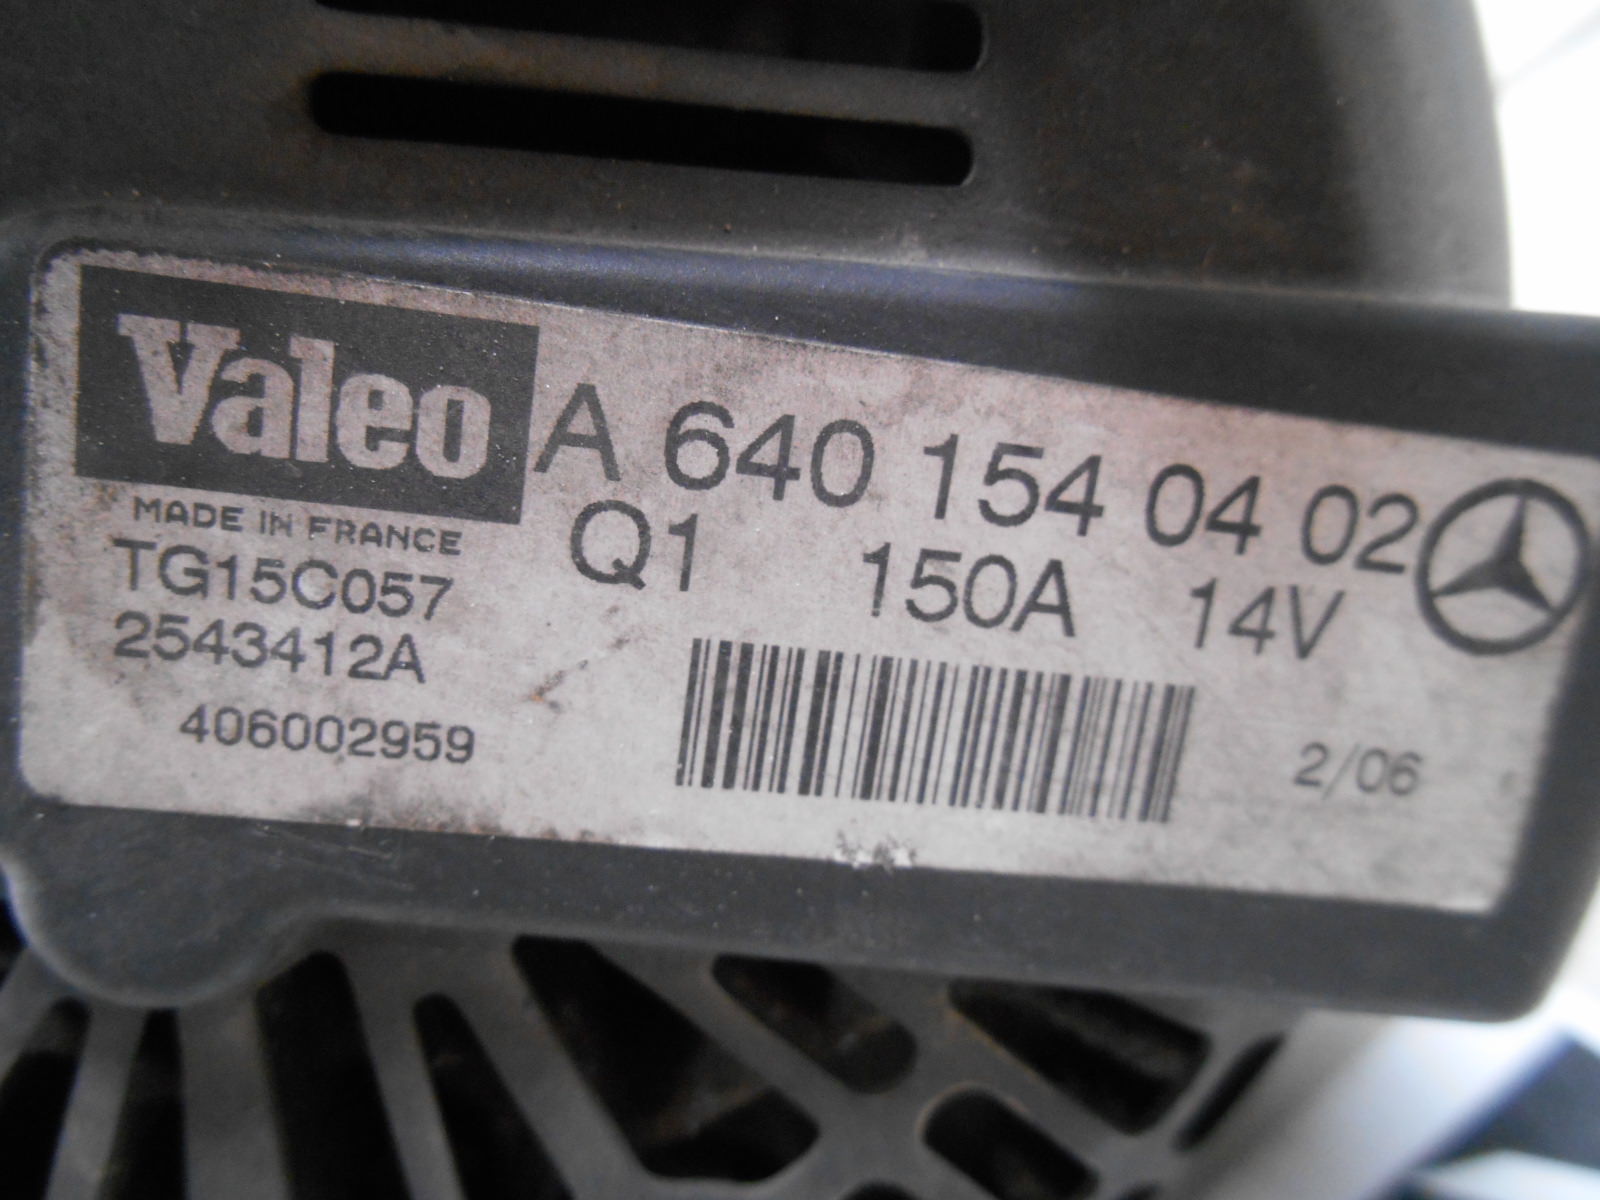 Valeo
A 640 154 04 02
MADE IN FRANCE
Q1 150A 14V
TG15C057
2543412A
406002959
2/06